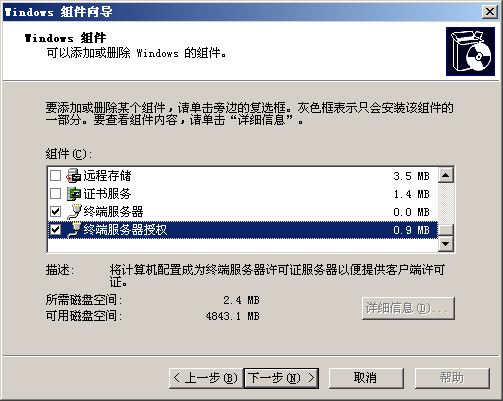 Windows 组件向导
Windows 组件
可以添加或删除 Windows 的组件。
要添加或删除某个组件，请单击旁边的复选框。灰色框表示只会安装该组件的
一部分。要查看组件内容，请单击“详细信息”。
组件(C):
远程存储 3.5 MB
证书服务 1.4 MB
终端服务器 0.0 MB
终端服务器授权 0.9 MB
描述: 将计算机配置成为终端服务器许可证服务器以便提供客户端许可
证。
所需磁盘空间: 2.4 MB
可用磁盘空间: 4843.1 MB
详细信息(D)...
< 上一步(B) 下一步(N) > 取消 帮助